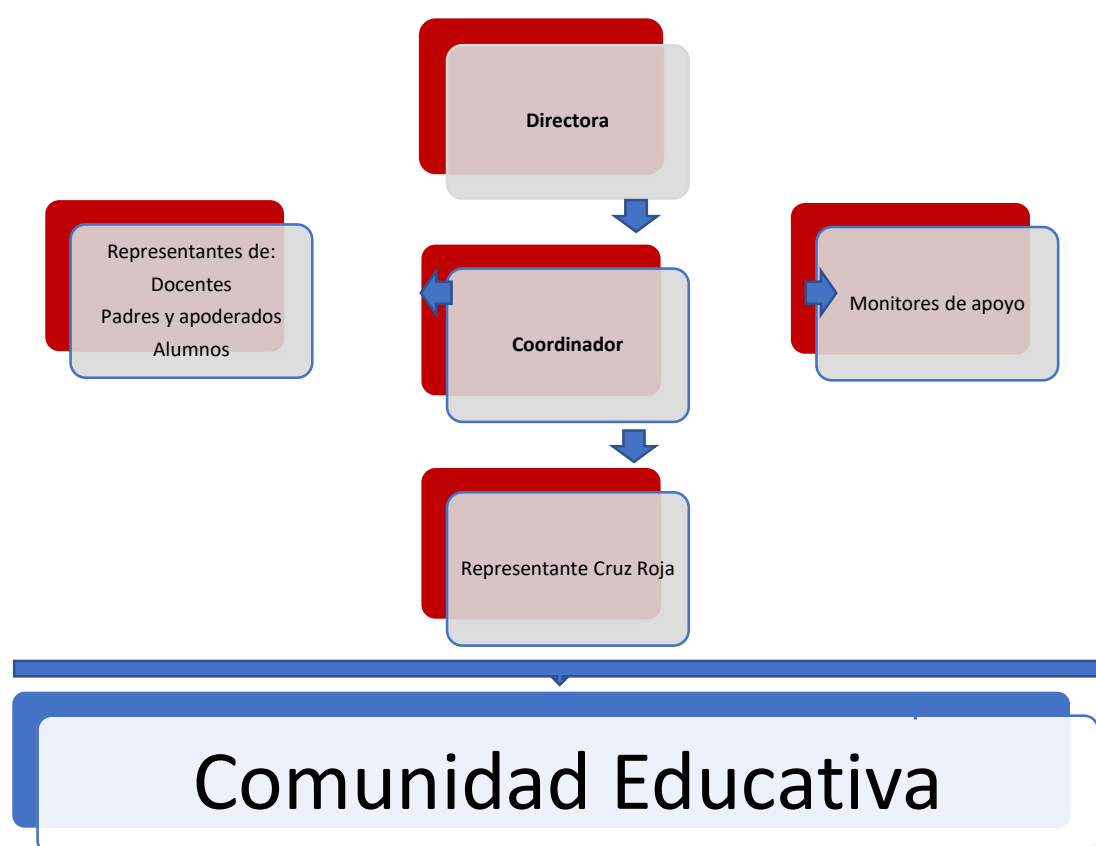 Directora
Representantes de:
Docentes
Padres y apoderados
Alumnos
Coordinador
Monitores de apoyo
Representante Cruz Roja
Comunidad Educativa